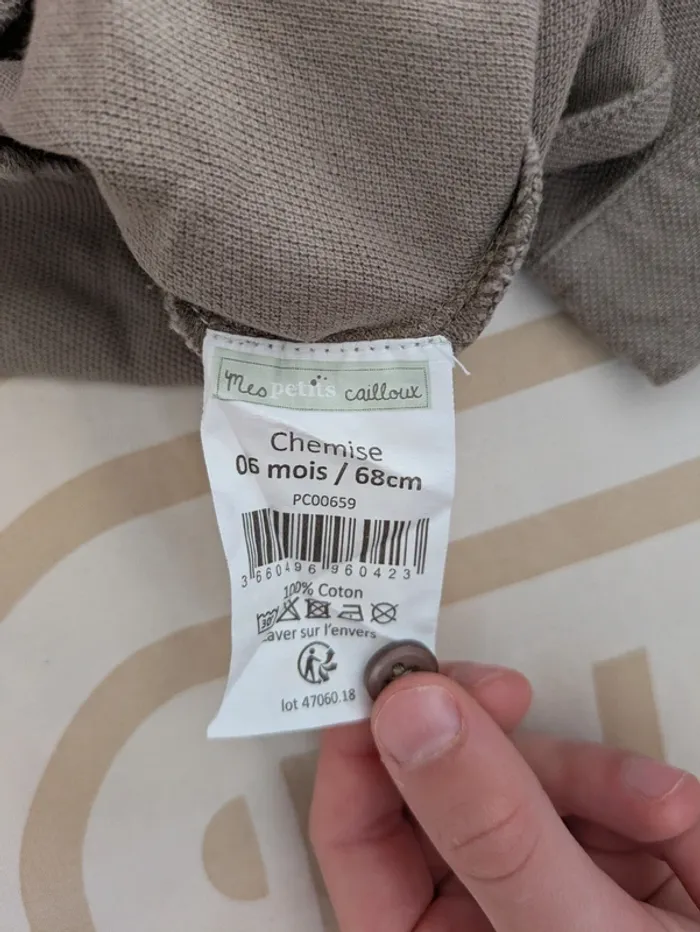 Mes petits cailloux
Chemise
06 mois / 68cm
PC00659
3 660496 960423
100% Coton
30°
Laver sur l'envers
lot 47060.18